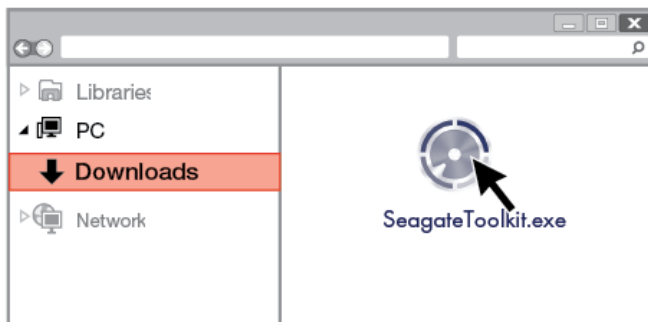 Libraries
PC
Downloads
Network
SeagateToolkit.exe